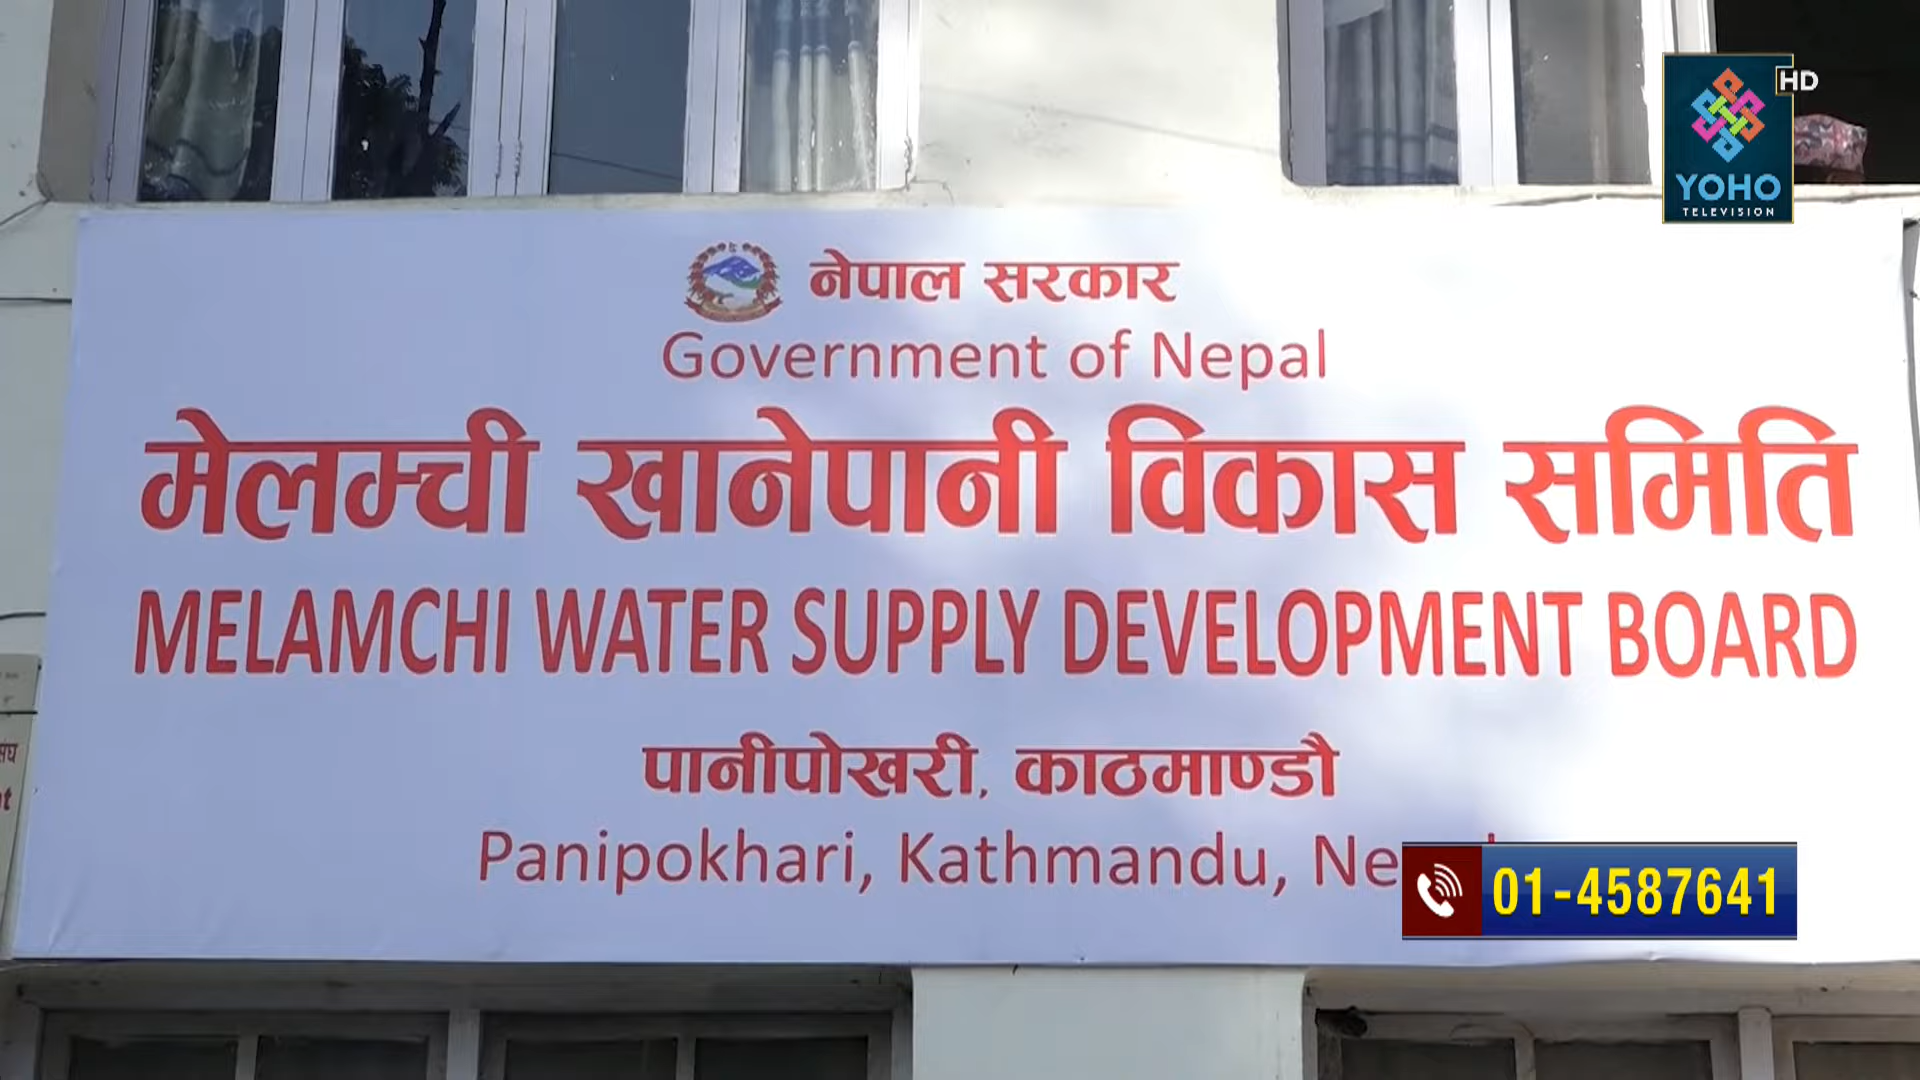 HD
YOHO
TELEVISION
नेपाल सरकार
Government of Nepal
मेलम्ची खानेपानी विकास समिति
MELAMCHI WATER SUPPLY DEVELOPMENT BOARD
पानीपोखरी, काठमाण्डौ
Panipokhari, Kathmandu,
01-4587641